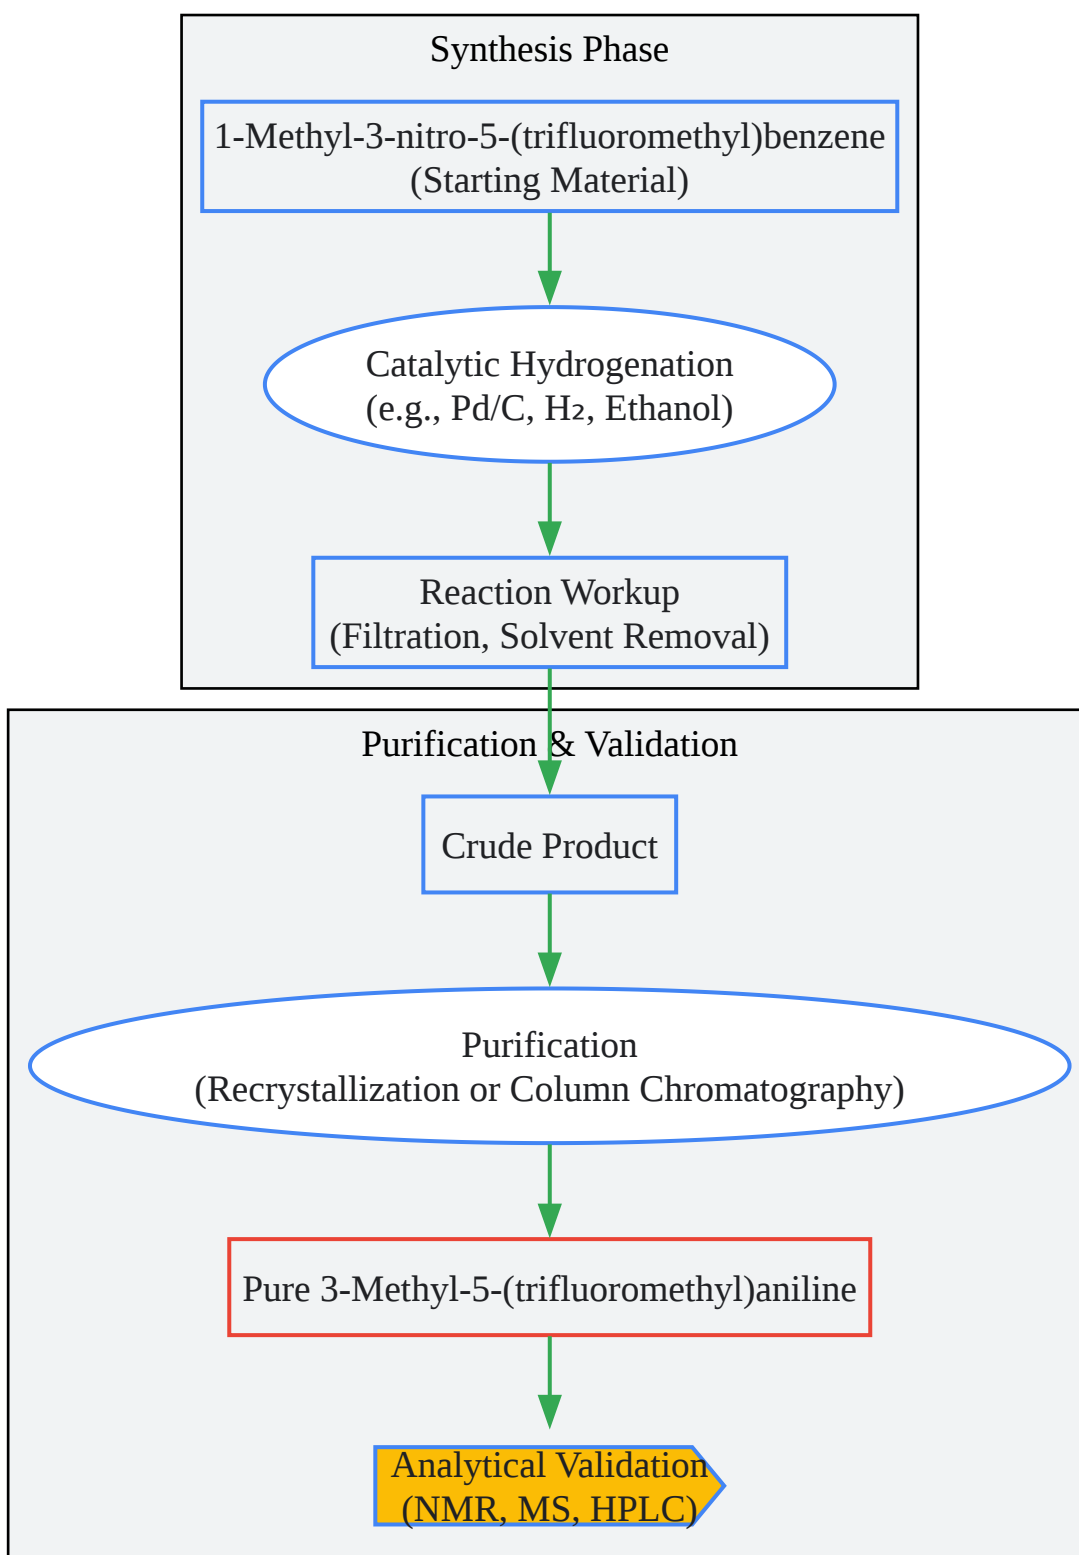 Synthesis Phase
1-Methyl-3-nitro-5-(trifluoromethyl)benzene
(Starting Material)
Catalytic Hydrogenation
(e.g., Pd/C, H₂, Ethanol)
Reaction Workup
(Filtration, Solvent Removal)
Purification & Validation
Crude Product
Purification
(Recrystallization or Column Chromatography)
Pure 3-Methyl-5-(trifluoromethyl)aniline
Analytical Validation
(NMR, MS, HPLC)